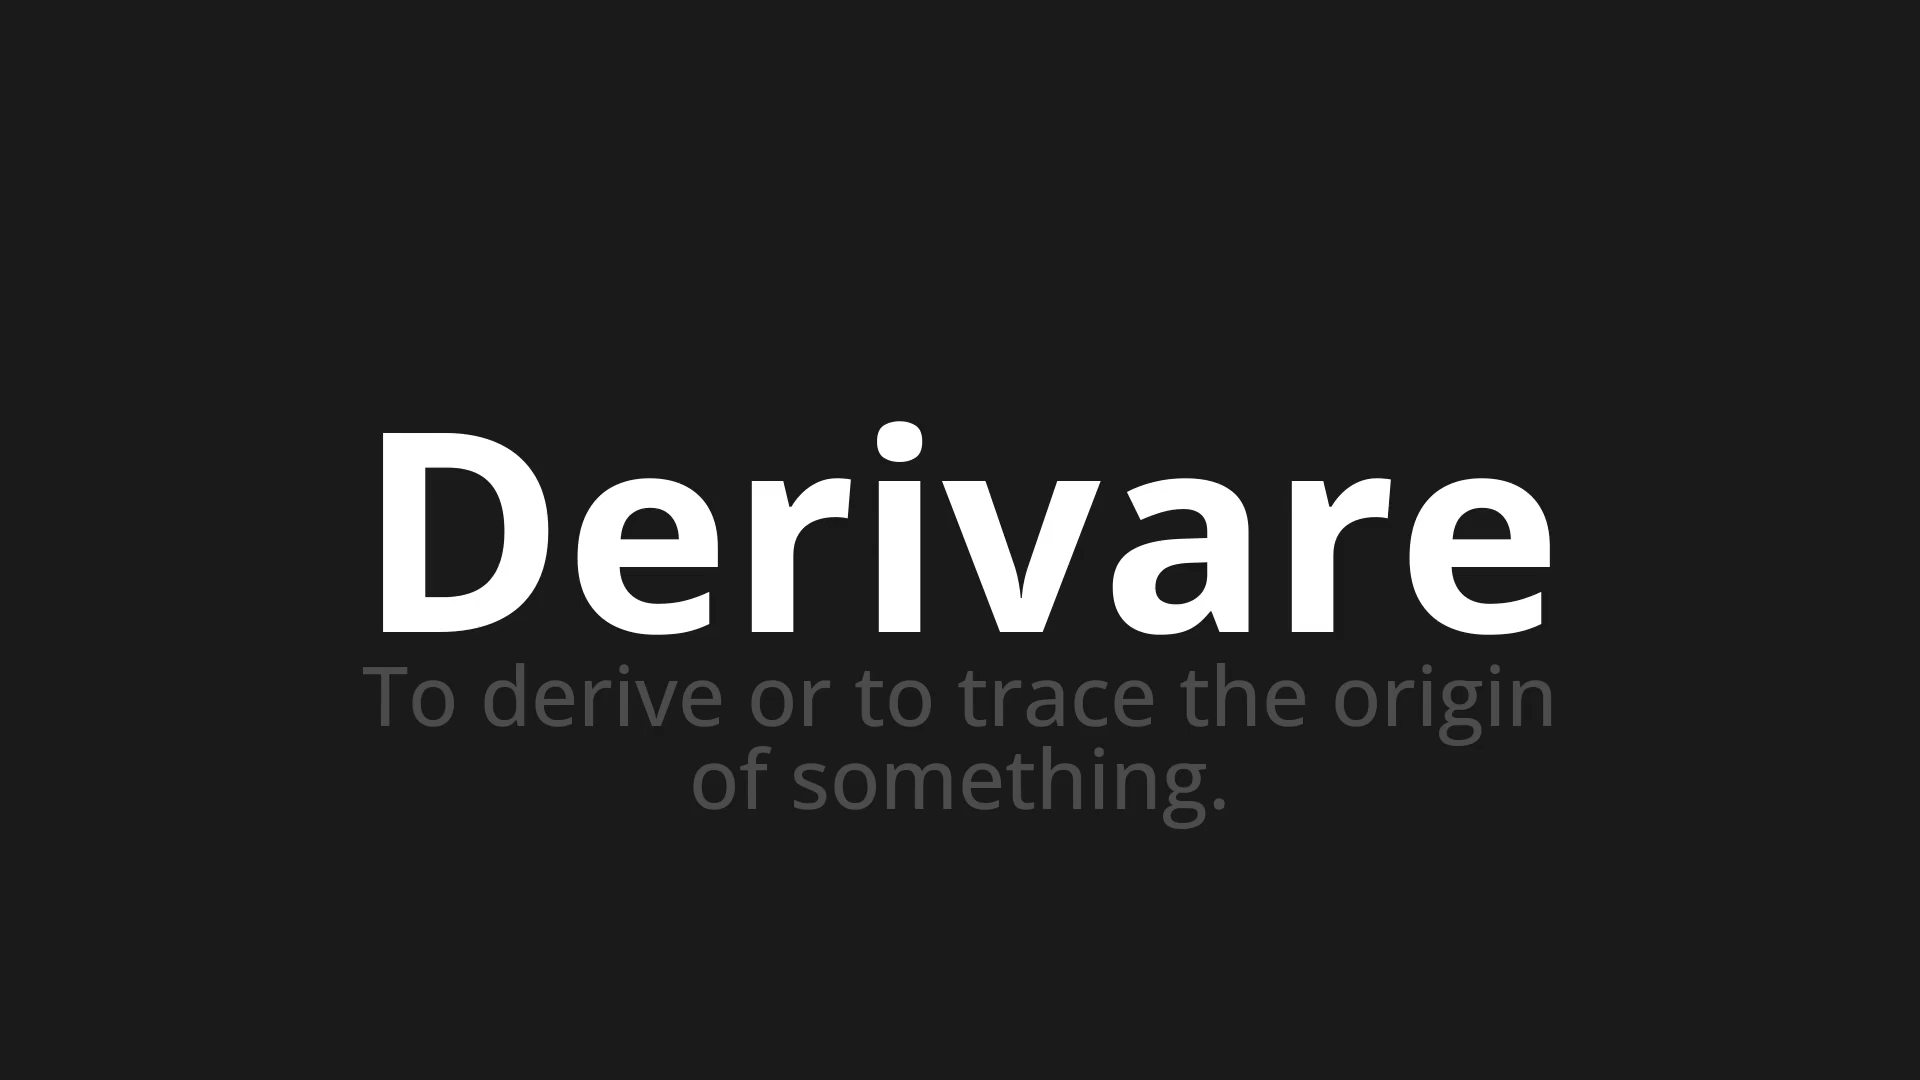 Derivare
To derive or to trace the origin
of something.